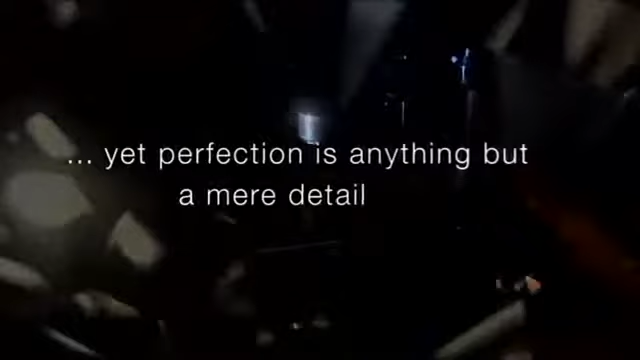 ... yet perfection is anything but
a mere detail